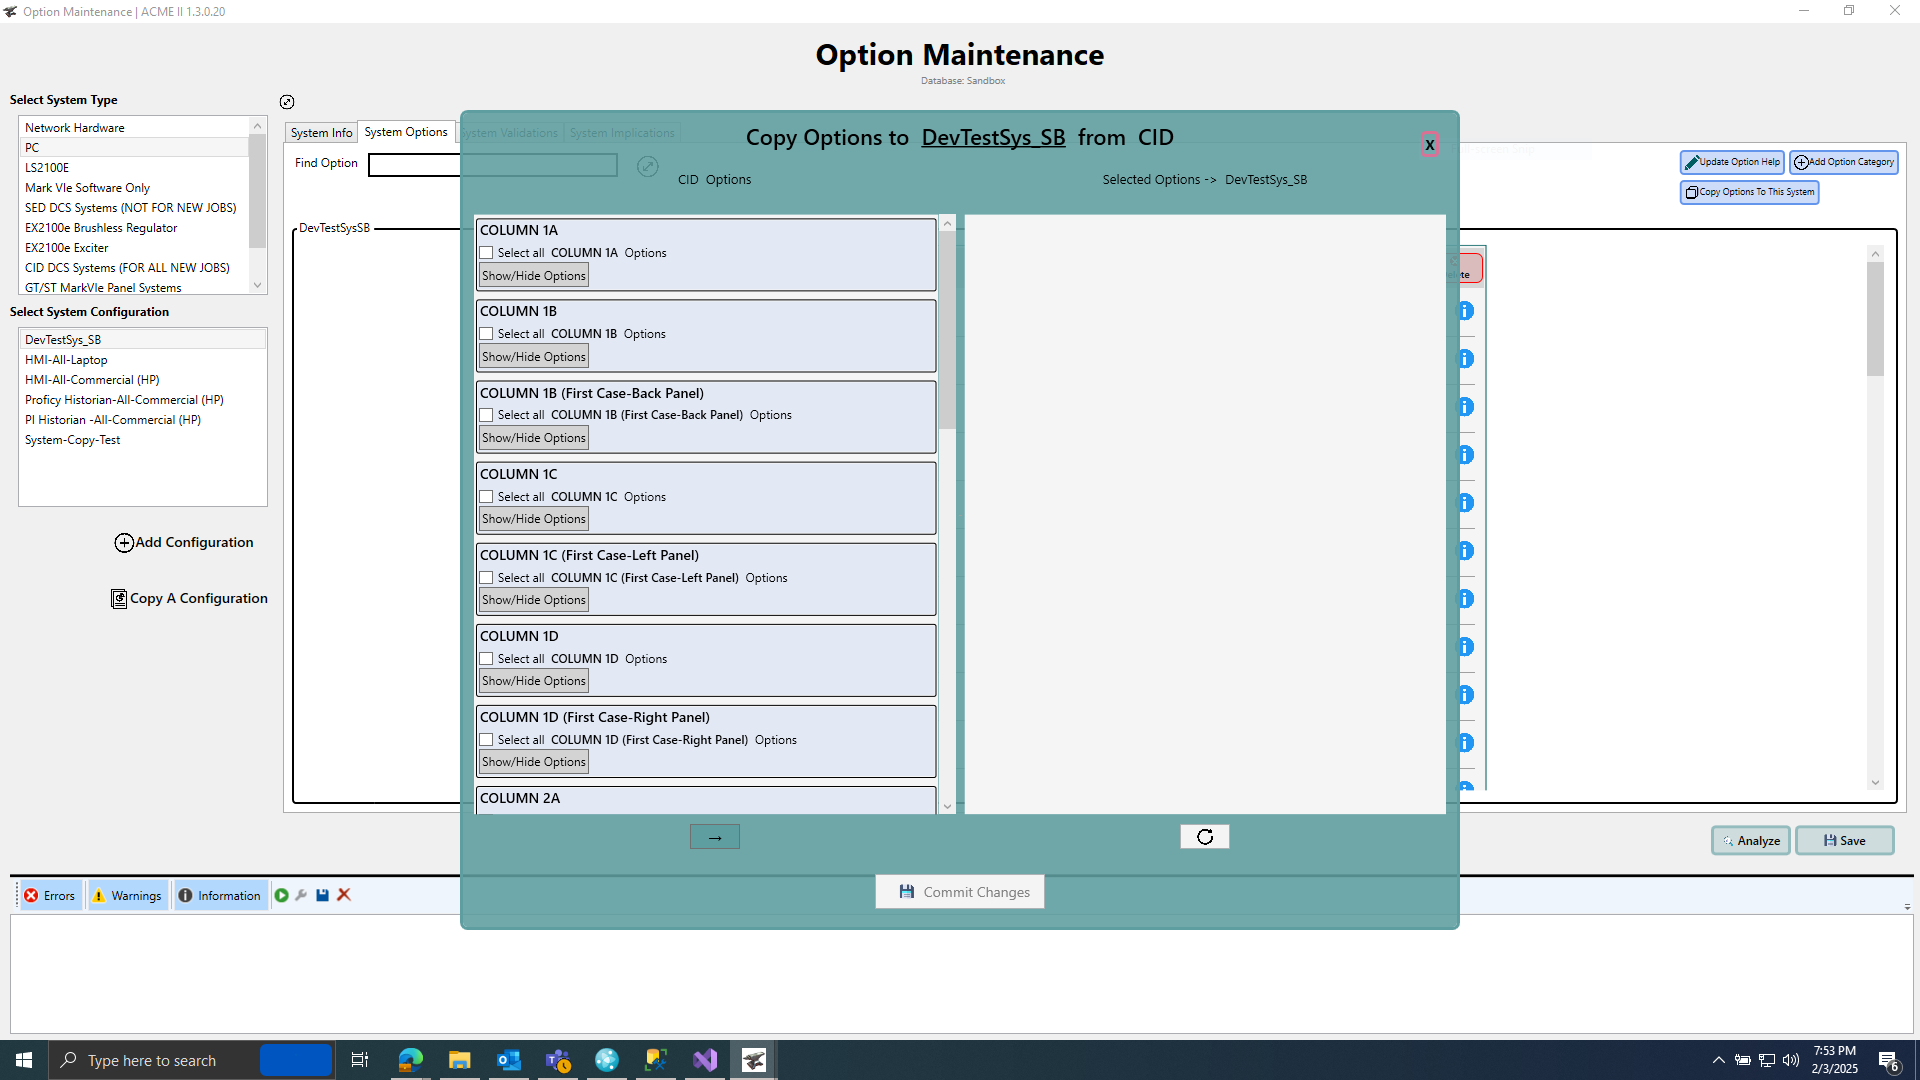 Option Maintenance | ACME II 1.3.0.20
Option Maintenance
Database: Sandbox
Select System Type
Network Hardware
PC
LS2100E
Mark VIe Software Only
SED DCS Systems (NOT FOR NEW JOBS)
EX2100e Brushless Regulator
EX2100e Exciter
CID DCS Systems (FOR ALL NEW JOBS)
GT/ST MarkVIe Panel Systems
Select System Configuration
DevTestSys_SB
HMI-All-Laptop
HMI-All-Commercial (HP)
Proficy Historian-All-Commercial (HP)
PI Historian -All-Commercial (HP)
System-Copy-Test
Add Configuration
Copy A Configuration
System Info
System Options
System Validations
System Implications
Find Option
DevTestSysSB
Update Option Help
Add Option Category
Copy Options To This System
Copy Options to DevTestSys_SB from CID
X
CID Options
Selected Options -> DevTestSys_SB
COLUMN 1A
Select all COLUMN 1A Options
Show/Hide Options
COLUMN 1B
Select all COLUMN 1B Options
Show/Hide Options
COLUMN 1B (First Case-Back Panel)
Select all COLUMN 1B (First Case-Back Panel) Options
Show/Hide Options
COLUMN 1C
Select all COLUMN 1C Options
Show/Hide Options
COLUMN 1C (First Case-Left Panel)
Select all COLUMN 1C (First Case-Left Panel) Options
Show/Hide Options
COLUMN 1D
Select all COLUMN 1D Options
Show/Hide Options
COLUMN 1D (First Case-Right Panel)
Select all COLUMN 1D (First Case-Right Panel) Options
Show/Hide Options
COLUMN 2A
→
Commit Changes
Analyze
Save
Errors
Warnings
Information
Type here to search
7:53 PM
2/3/2025
6